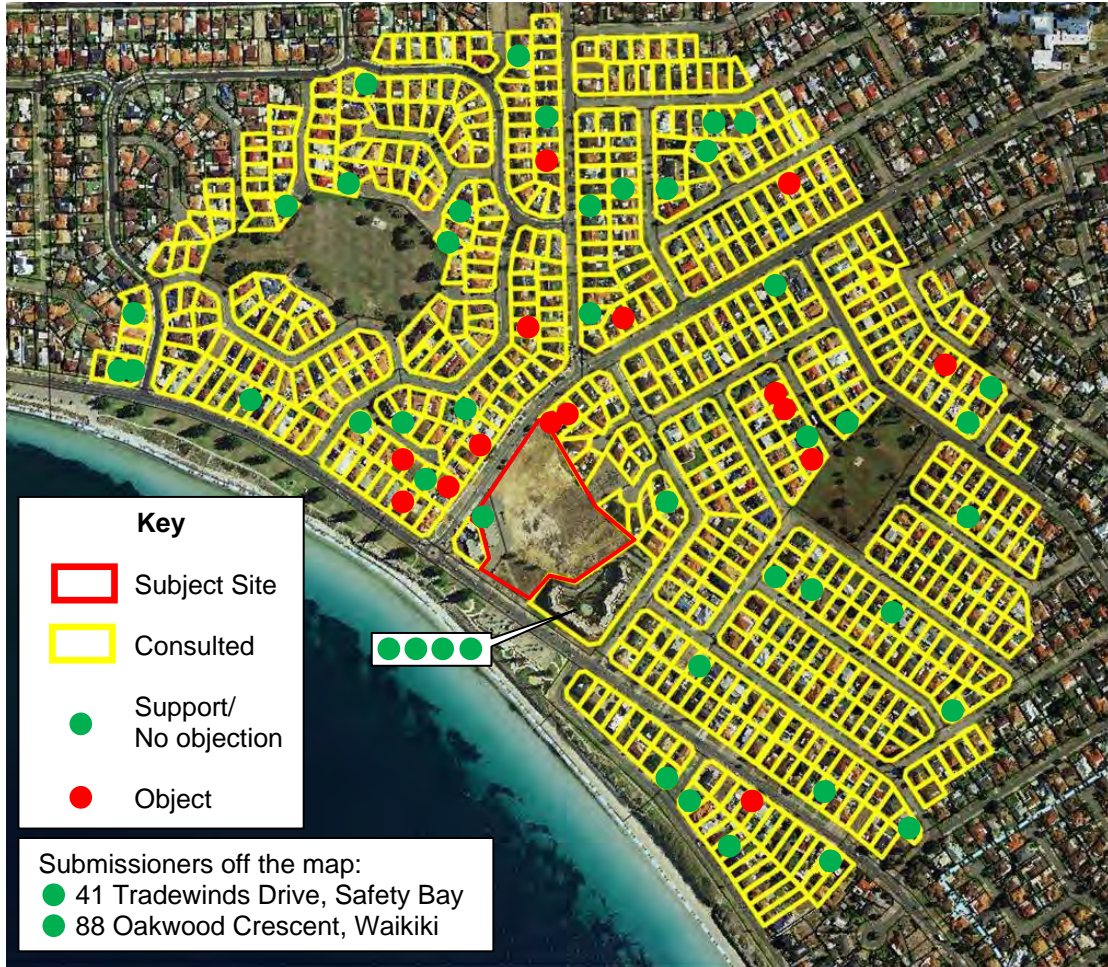 Key
Subject Site
Consulted
Support/
No objection
Object
Submissioners off the map:
41 Tradewinds Drive, Safety Bay
88 Oakwood Crescent, Waikiki